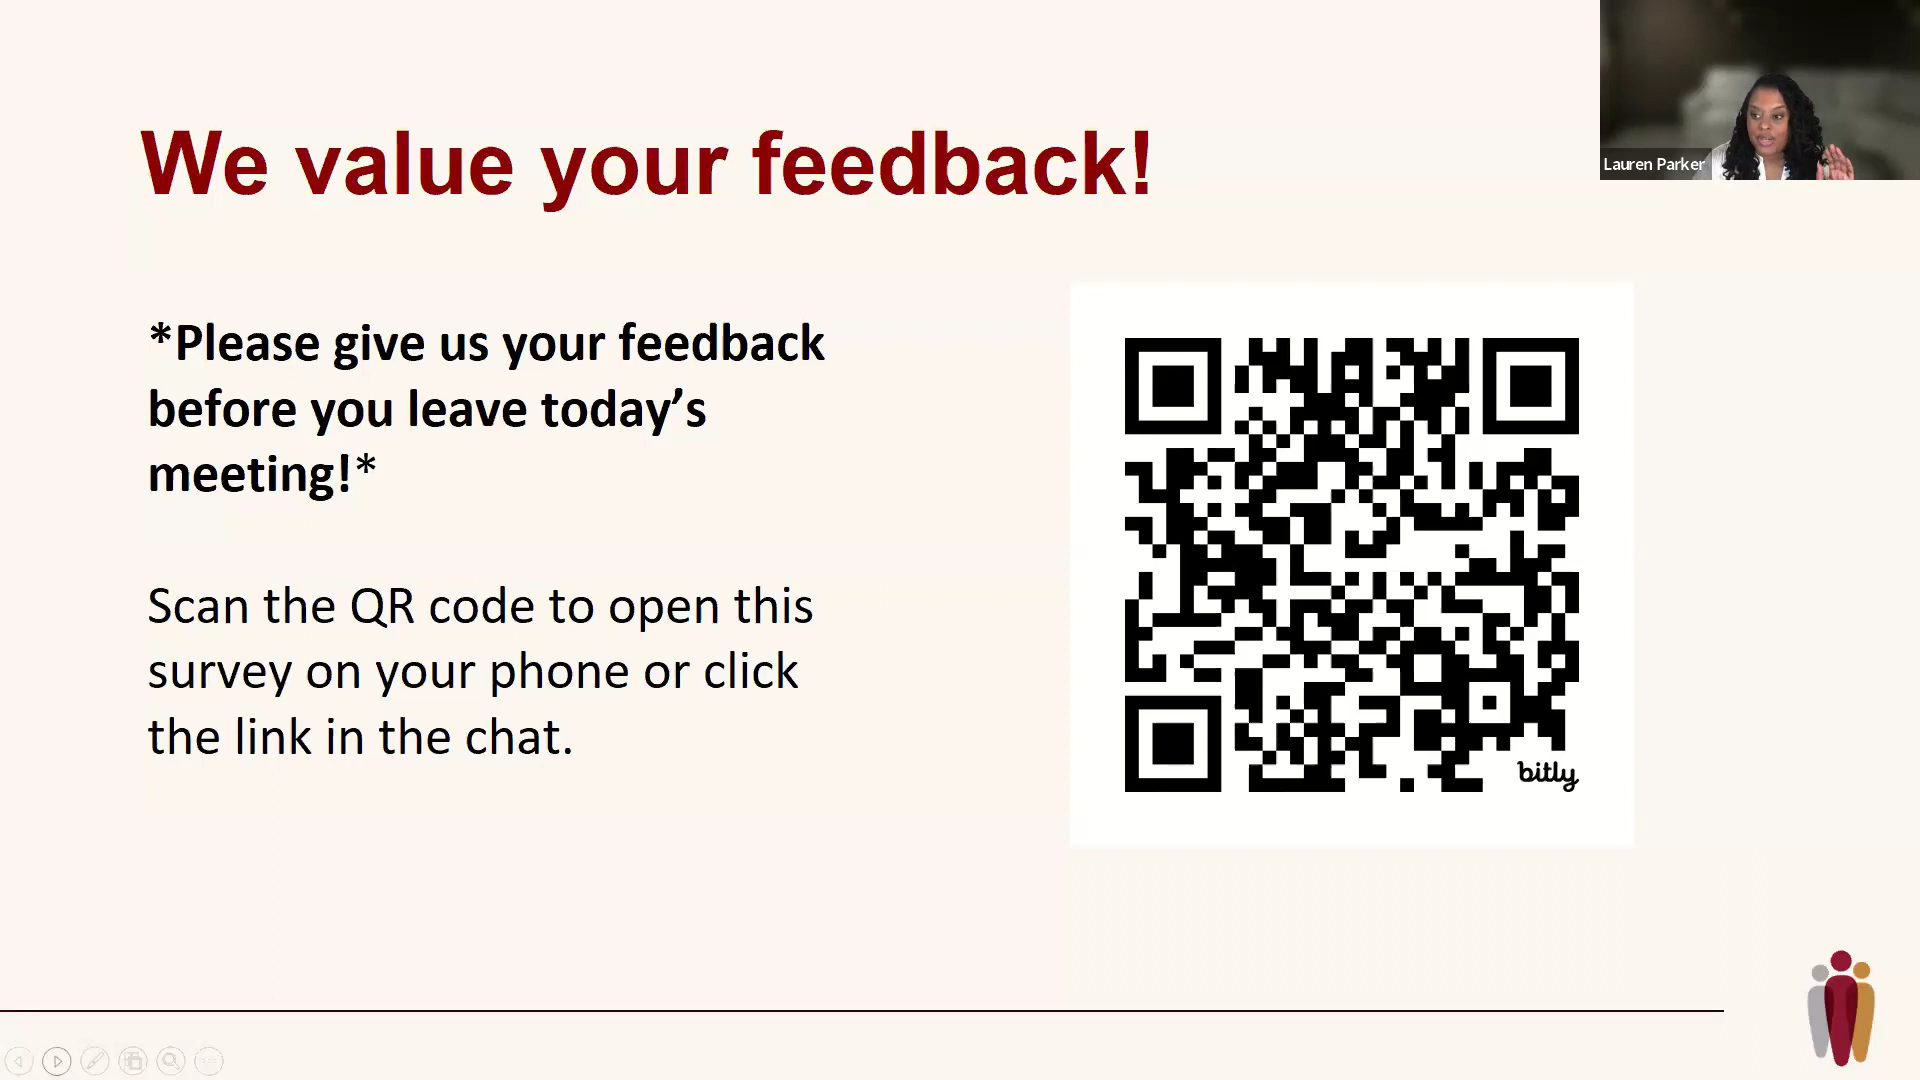 We value your feedback!
Lauren Parker
*Please give us your feedback
before you leave today’s
meeting!*
Scan the QR code to open this
survey on your phone or click
the link in the chat.
bitly